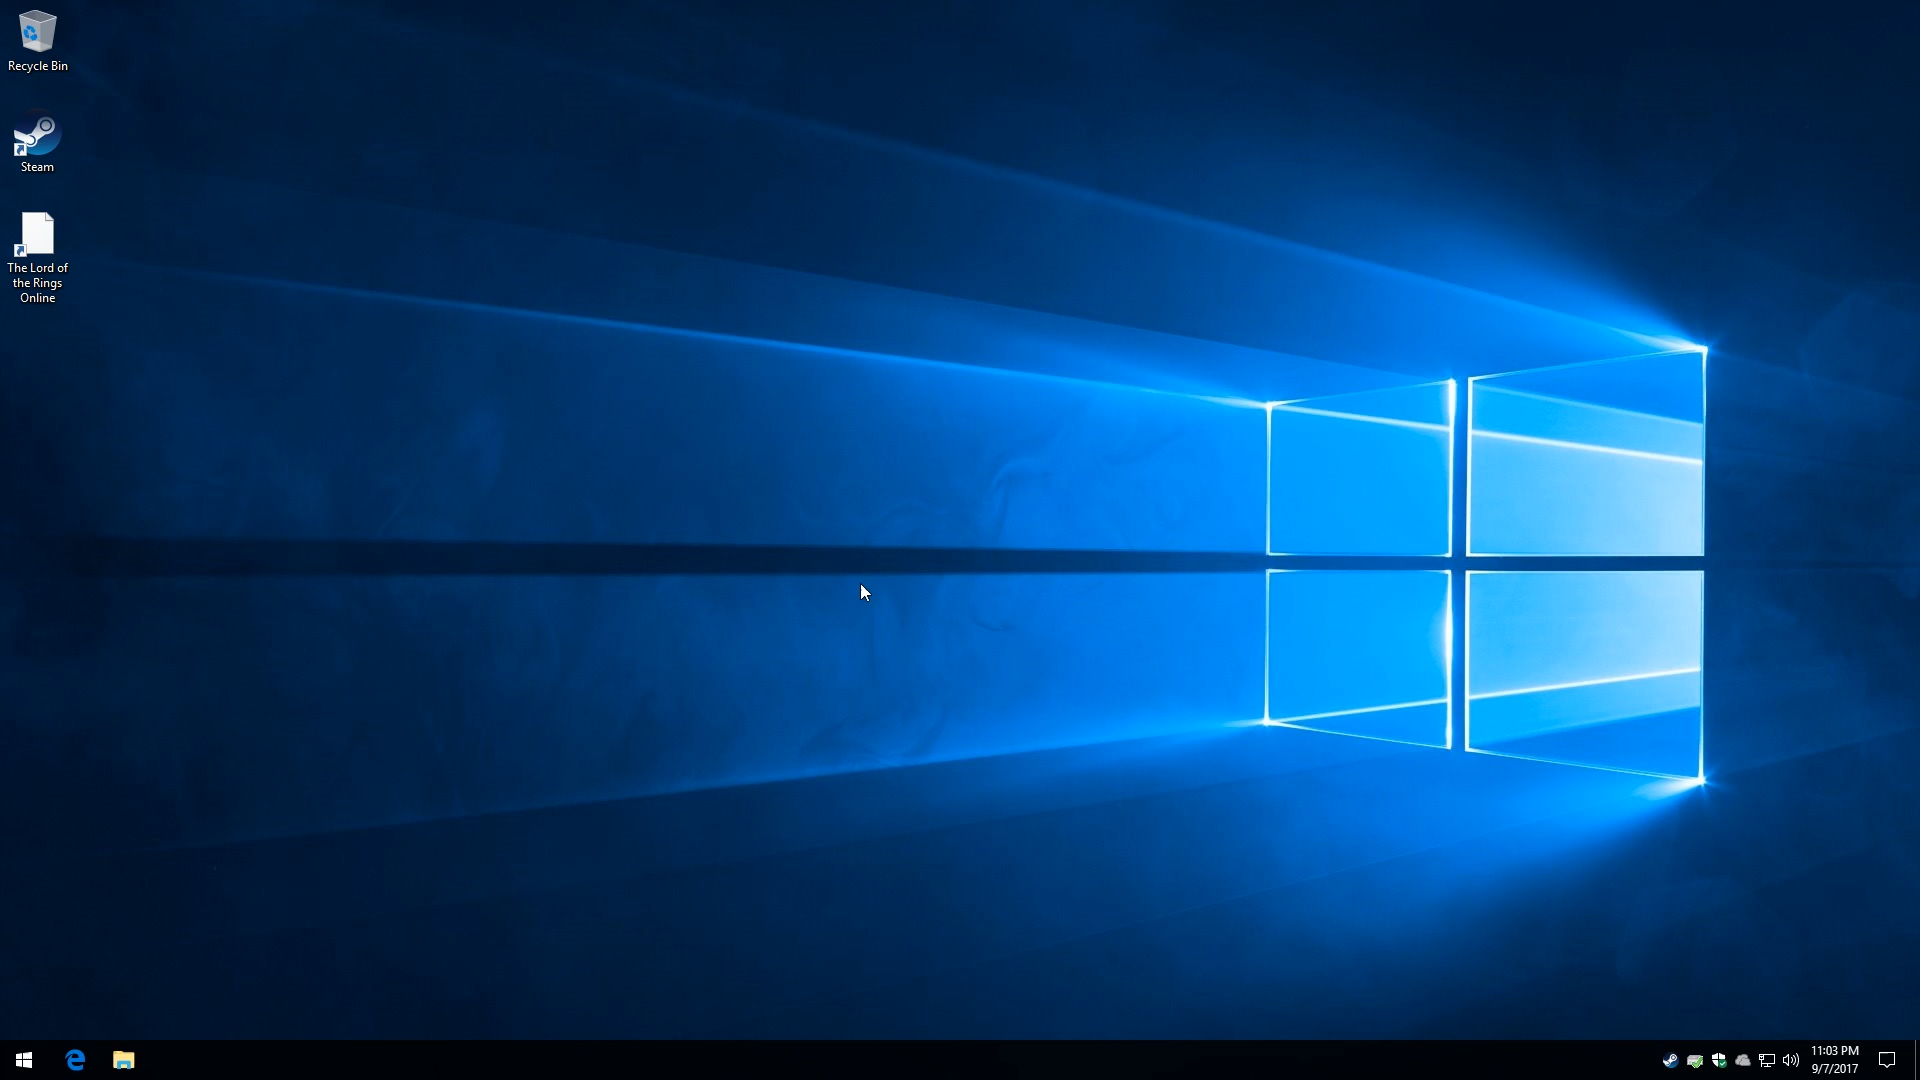 Recycle Bin
Steam
The Lord of
the Rings
Online
11:03 PM
9/7/2017